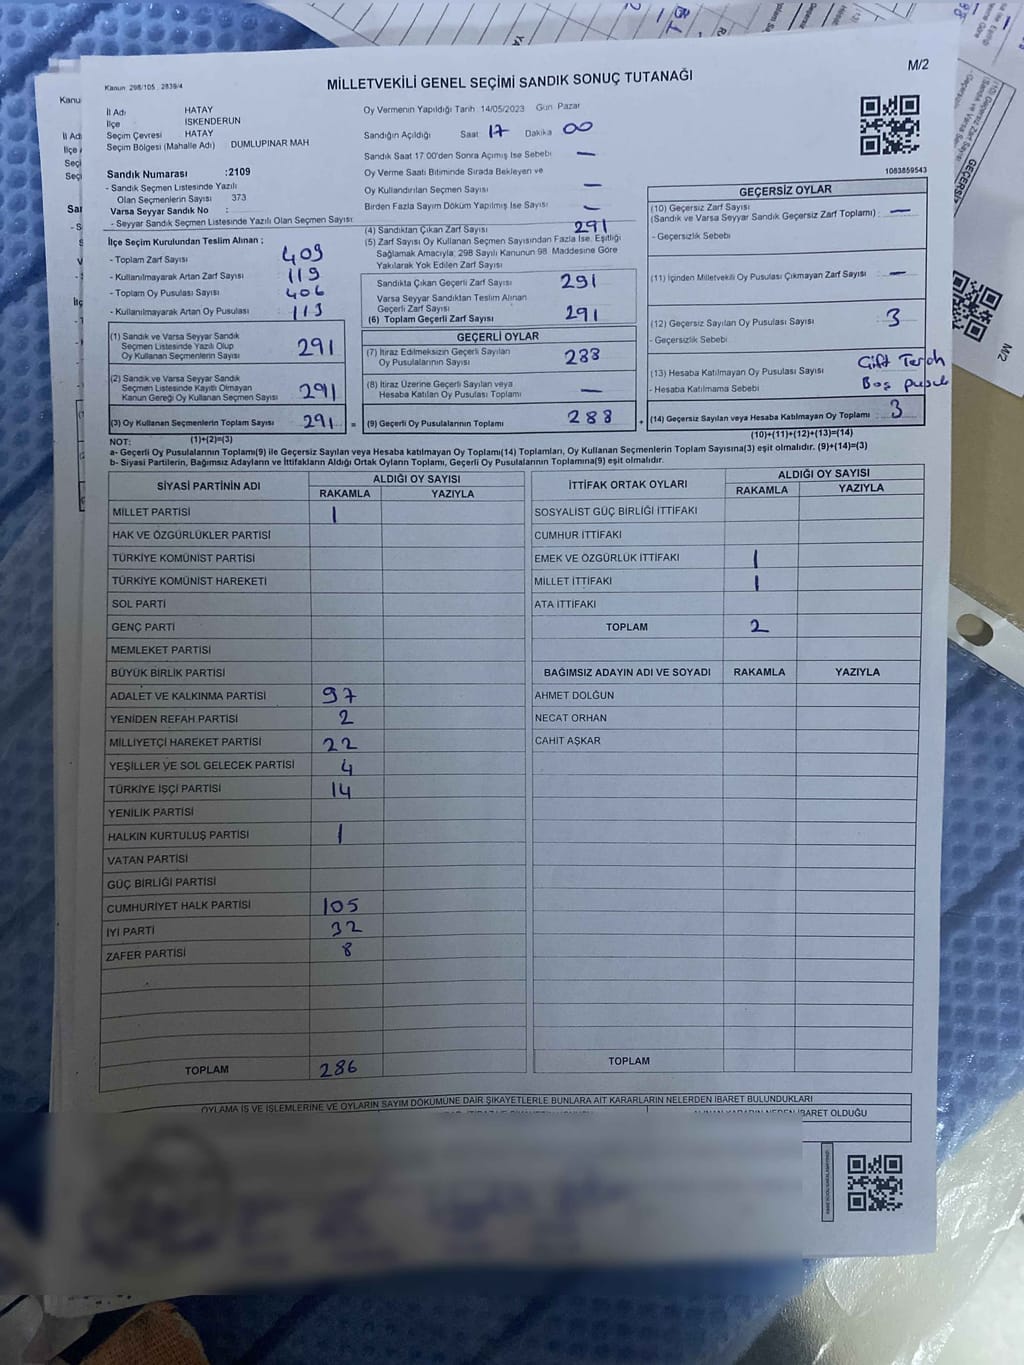 M/2
Kanun 298/105 , 2839/4
MİLLETVEKİLİ GENEL SEÇİMİ SANDIK SONUÇ TUTANAĞI
İl Adı HATAY
İlçe İSKENDERUN
Seçim Çevresi HATAY
Seçim Bölgesi (Mahalle Adı) DUMLUPINAR MAH
Sandık Numarası :2109
- Sandık Seçmen Listesinde Yazılı
Olan Seçmenlerin Sayısı 373
Varsa Seyyar Sandık No :
- Seyyar Sandık Seçmen Listesinde Yazılı Olan Seçmen Sayısı:
Oy Vermenin Yapıldığı Tarih 14/05/2023 Gün Pazar
Sandığın Açıldığı Saat 17 Dakika 00
Sandık Saat 17 00'den Sonra Açımış İse Sebebi —
Oy Verme Saati Bitiminde Sırada Bekleyen ve
Oy Kullandırılan Seçmen Sayısı —
Birden Fazla Sayım Döküm Yapılmış İse Sayısı —
1083859543
İlçe Seçim Kurulundan Teslim Alınan ;
- Toplam Zarf Sayısı 409
- Kullanılmayarak Artan Zarf Sayısı 119
- Toplam Oy Pusulası Sayısı 406
- Kullanılmayarak Artan Oy Pusulası 113
(4) Sandıktan Çıkan Zarf Sayısı 291
(5) Zarf Sayısı Oy Kullanan Seçmen Sayısından Fazla İse, Eşitliği
Sağlamak Amacıyla; 298 Sayılı Kanunun 98 Maddesine Göre
Yakılarak Yok Edilen Zarf Sayısı
Sandıkta Çıkan Geçerli Zarf Sayısı 291
Varsa Seyyar Sandıktan Teslim Alınan
Geçerli Zarf Sayısı
(6) Toplam Geçerli Zarf Sayısı 291
GEÇERSİZ OYLAR
(10) Geçersiz Zarf Sayısı
(Sandık ve Varsa Seyyar Sandık Geçersiz Zarf Toplamı) : —
- Geçersizlik Sebebi
(11) İçinden Milletvekili Oy Pusulası Çıkmayan Zarf Sayısı —
(12) Geçersiz Sayılan Oy Pusulası Sayısı 3
- Geçersizlik Sebebi
(13) Hesaba Katılmayan Oy Pusulası Sayısı Çift Tercih
- Hesaba Katılmama Sebebi Boş pusula
(14) Geçersiz Sayılan veya Hesaba Katılmayan Oy Toplamı : 3
(1) Sandık ve Varsa Seyyar Sandık
Seçmen Listesinde Yazılı Olup
Oy Kullanan Seçmenlerin Sayısı 291
(2) Sandık ve Varsa Seyyar Sandık
Seçmen Listesinde Kayıtlı Olmayan
Kanun Gereği Oy Kullanan Seçmen Sayısı 291
(3) Oy Kullanan Seçmenlerin Toplam Sayısı 291 =
GEÇERLİ OYLAR
(7) İtiraz Edilmeksizin Geçerli Sayılan
Oy Pusulalarının Sayısı 288
(8) İtiraz Üzerine Geçerli Sayılan veya
Hesaba Katılan Oy Pusulası Toplamı —
(9) Geçerli Oy Pusulalarının Toplamı 288 +
NOT: (1)+(2)=(3)
(10)+(11)+(12)+(13)=(14)
a- Geçerli Oy Pusulalarının Toplamı(9) ile Geçersiz Sayılan veya Hesaba katılmayan Oy Toplamı(14) Toplamları, Oy Kullanan Seçmenlerin Toplam Sayısına(3) eşit olmalıdır. (9)+(14)=(3)
b- Siyasi Partilerin, Bağımsız Adayların ve İttifakların Aldığı Ortak Oyların Toplamı, Geçerli Oy Pusulalarının Toplamına(9) eşit olmalıdır.
SİYASİ PARTİNİN ADI ALDIĞI OY SAYISI
RAKAMLA YAZIYLA
MİLLET PARTİSİ 1
HAK VE ÖZGÜRLÜKLER PARTİSİ
TÜRKİYE KOMÜNİST PARTİSİ
TÜRKİYE KOMÜNİST HAREKETİ
SOL PARTİ
GENÇ PARTİ
MEMLEKET PARTİSİ
BÜYÜK BİRLİK PARTİSİ
ADALET VE KALKINMA PARTİSİ 97
YENİDEN REFAH PARTİSİ 2
MİLLİYETÇİ HAREKET PARTİSİ 22
YEŞİLLER VE SOL GELECEK PARTİSİ 4
TÜRKİYE İŞÇİ PARTİSİ 14
YENİLİK PARTİSİ
HALKIN KURTULUŞ PARTİSİ 1
VATAN PARTİSİ
GÜÇ BİRLİĞİ PARTİSİ
CUMHURİYET HALK PARTİSİ 105
İYİ PARTİ 32
ZAFER PARTİSİ 8
TOPLAM 286
İTTİFAK ORTAK OYLARI ALDIĞI OY SAYISI
RAKAMLA YAZIYLA
SOSYALİST GÜÇ BİRLİĞİ İTTİFAKI
CUMHUR İTTİFAKI
EMEK VE ÖZGÜRLÜK İTTİFAKI 1
MİLLET İTTİFAKI 1
ATA İTTİFAKI
TOPLAM 2
BAĞIMSIZ ADAYIN ADI VE SOYADI RAKAMLA YAZIYLA
AHMET DOLĞUN
NECAT ORHAN
CAHİT AŞKAR
TOPLAM
OYLAMA İŞ VE İŞLEMLERİNE VE OYLARIN SAYIM DÖKÜMÜNE DAİR ŞİKAYETLERLE BUNLARA AİT KARARLARIN NELERDEN İBARET BULUNDUKLARI
İBARET OLDUĞU